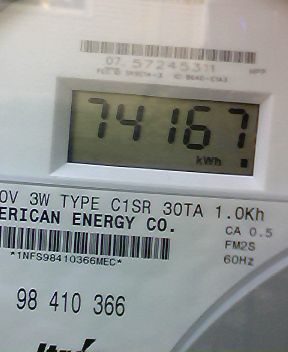 07 57245311
74167
kWh
0V 3W TYPE C1SR 30TA 1.0Kh
ERICAN ENERGY CO.
CA 0.5
FM2S
*1NFS98410366MEC*
60Hz
98 410 366